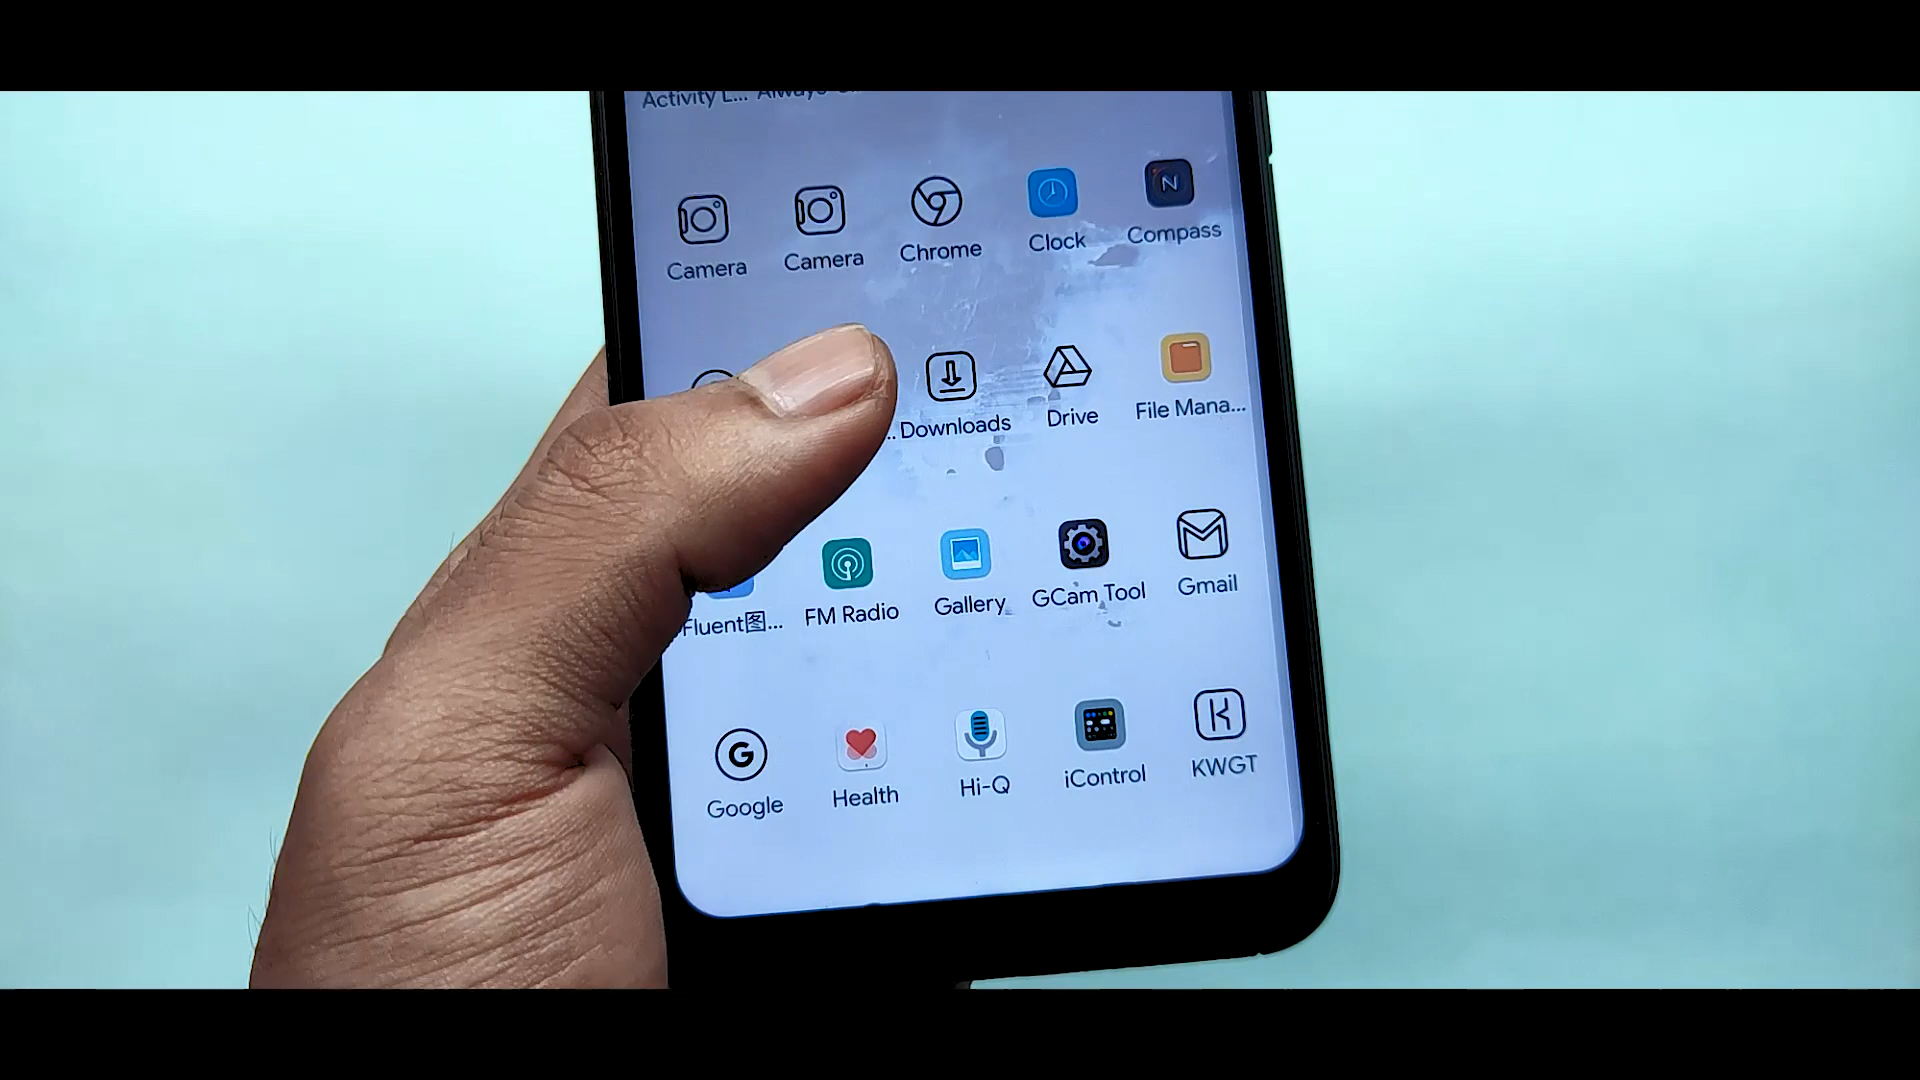 Activity L... Always
Camera Camera Chrome Clock Compass
Downloads Drive File Mana...
Fluent图... FM Radio Gallery GCam Tool Gmail
Google Health Hi-Q iControl KWGT